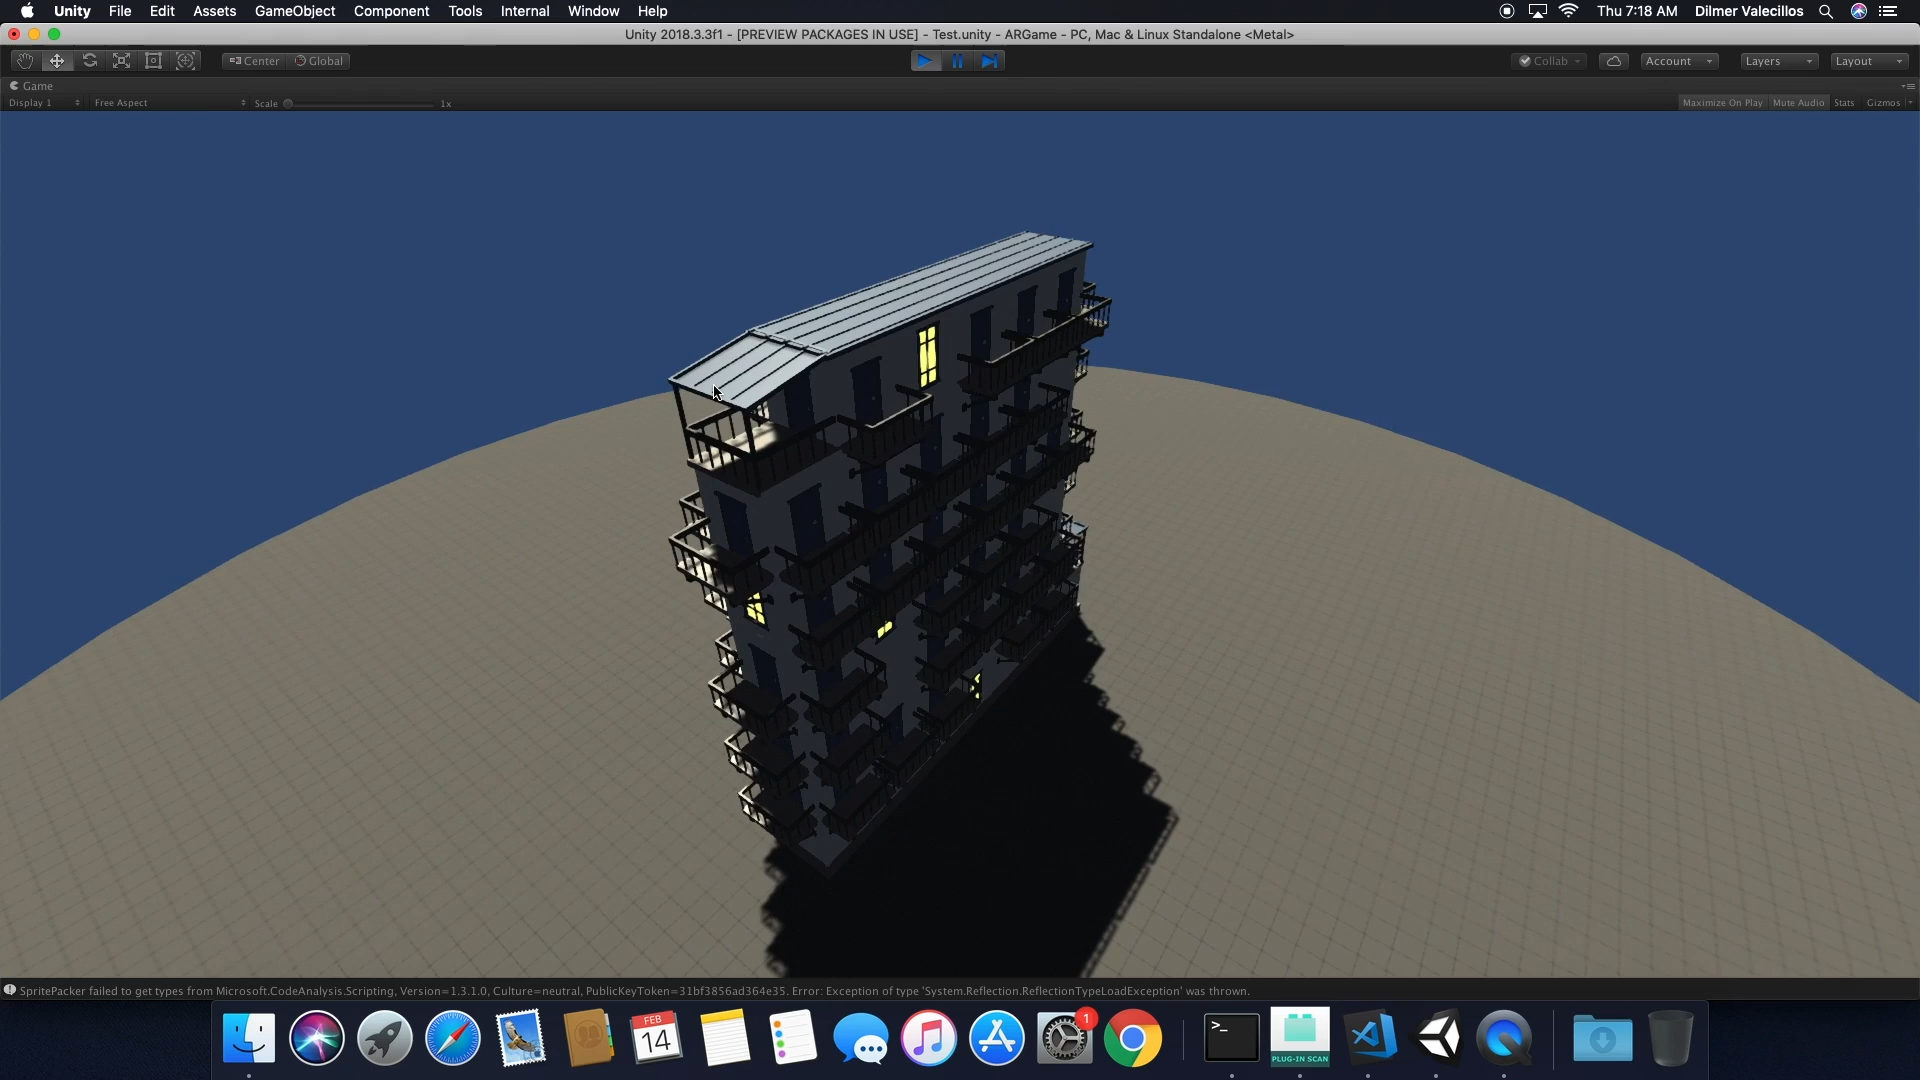 Unity File Edit Assets GameObject Component Tools Internal Window Help Thu 7:18 AM Dilmer Valecillos
Unity 2018.3.3f1 - [PREVIEW PACKAGES IN USE] - Test.unity - ARGame - PC, Mac & Linux Standalone <Metal>
Center Global Collab Account Layers Layout
Game
Display 1 Free Aspect Scale 1x Maximize On Play Mute Audio Stats Gizmos
SpritePacker failed to get types from Microsoft.CodeAnalysis.Scripting, Version=1.3.1.0, Culture=neutral, PublicKeyToken=31bf3856ad364e35. Error: Exception of type 'System.Reflection.ReflectionTypeLoadException' was thrown.
FEB
14
1
>_
PLUG-IN SCAN